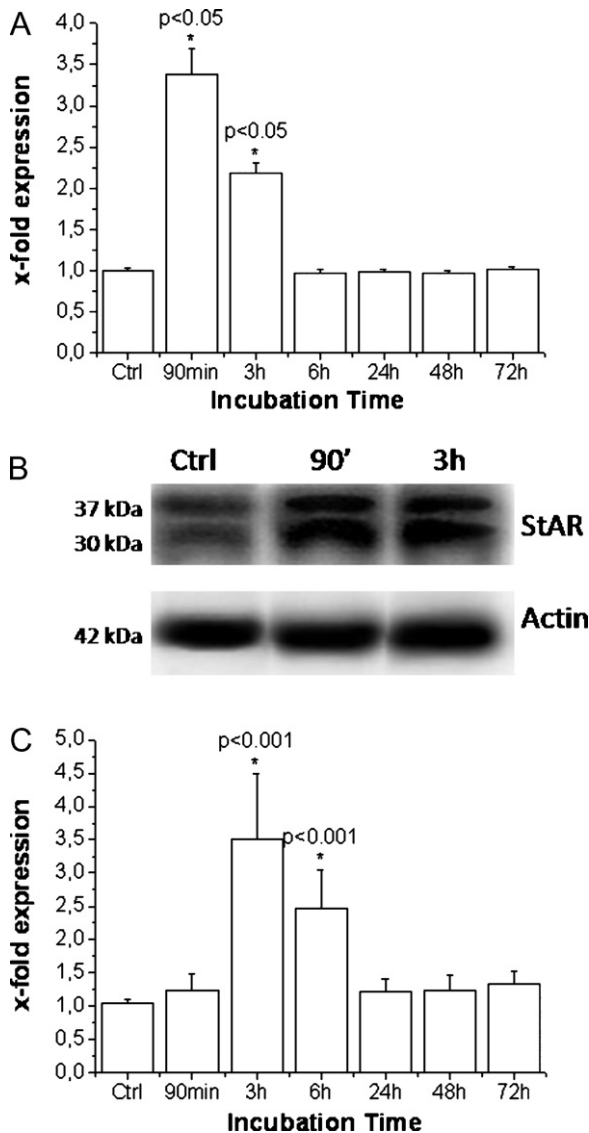 A
x-fold expression
4,0
3,5
3,0
2,5
2,0
1,5
1,0
0,5
0,0
p<0.05
*
p<0.05
*
Ctrl 90min 3h 6h 24h 48h 72h
Incubation Time
B
Ctrl 90' 3h
37 kDa
30 kDa
StAR
42 kDa
Actin
C
x-fold expression
5,0
4,5
4,0
3,5
3,0
2,5
2,0
1,5
1,0
0,5
0,0
p<0.001
*
p<0.001
*
Ctrl 90min 3h 6h 24h 48h 72h
Incubation Time